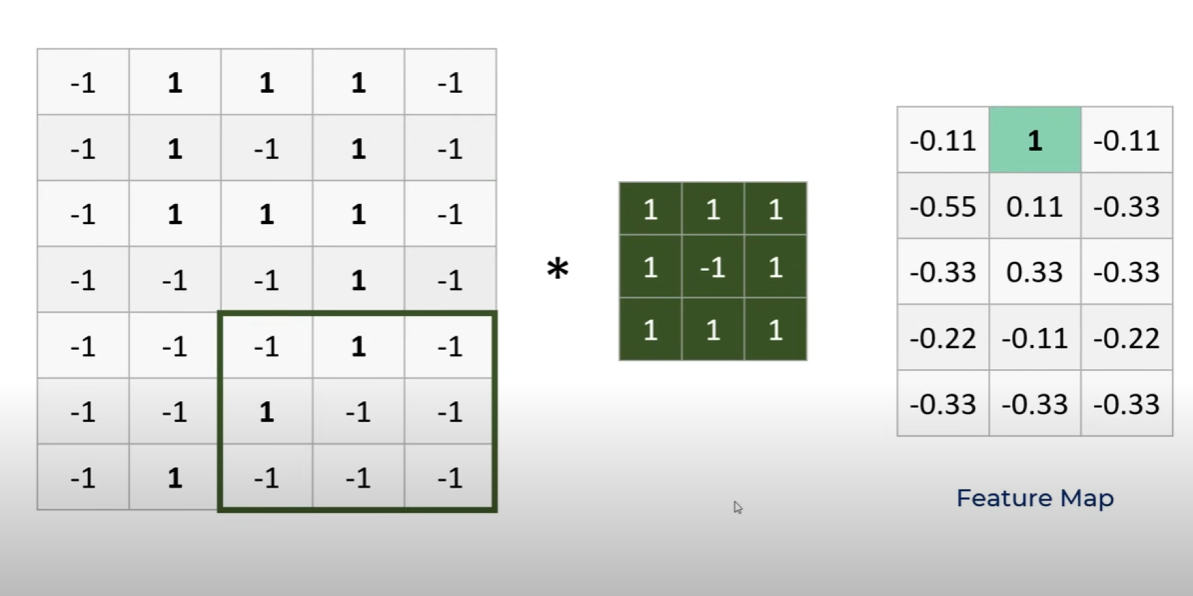 -1 1 1 1 -1
-1 1 -1 1 -1
-1 1 1 1 -1
-1 -1 -1 1 -1
-1 -1 -1 1 -1
-1 -1 1 -1 -1
-1 1 -1 -1 -1
*
1 1 1
1 -1 1
1 1 1
-0.11 1 -0.11
-0.55 0.11 -0.33
-0.33 0.33 -0.33
-0.22 -0.11 -0.22
-0.33 -0.33 -0.33
Feature Map